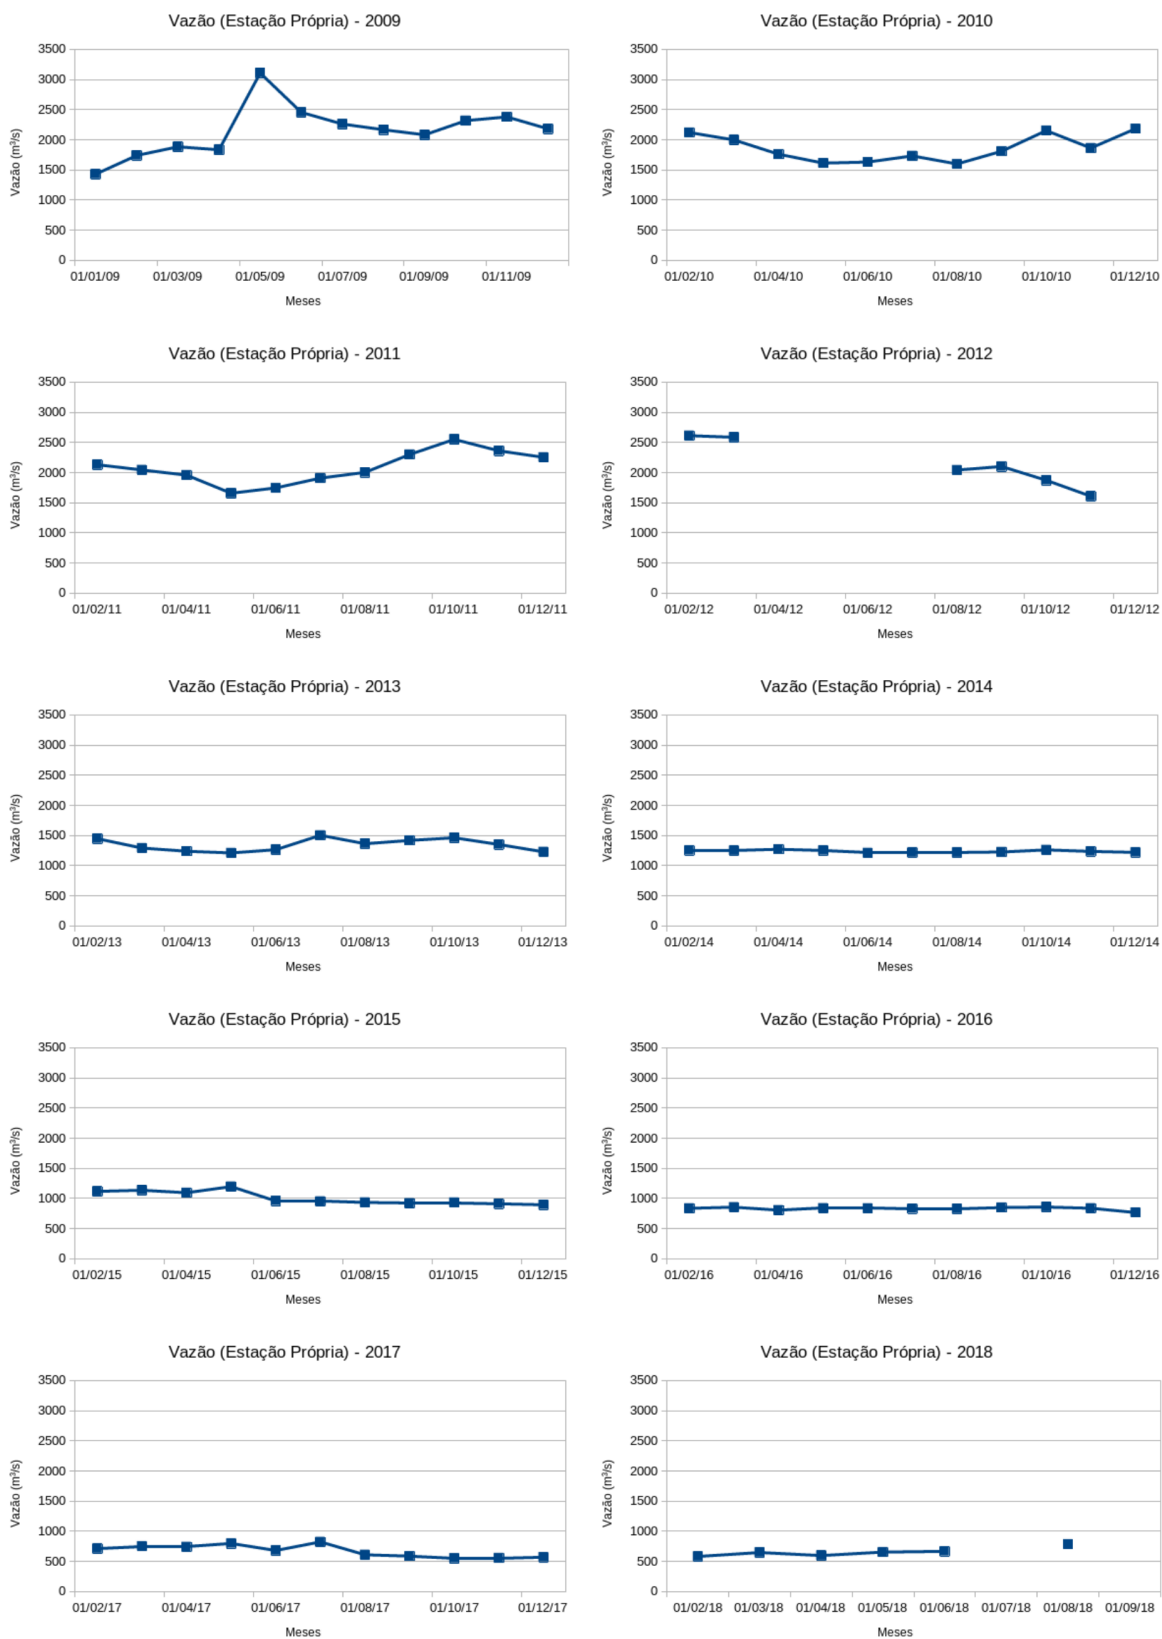 Vazão (Estação Própria) - 2009
Vazão (m³/s)
3500
3000
2500
2000
1500
1000
500
0
01/01/09 01/03/09 01/05/09 01/07/09 01/09/09 01/11/09
Meses
Vazão (Estação Própria) - 2010
Vazão (m³/s)
3500
3000
2500
2000
1500
1000
500
0
01/02/10 01/04/10 01/06/10 01/08/10 01/10/10 01/12/10
Meses
Vazão (Estação Própria) - 2011
Vazão (m³/s)
3500
3000
2500
2000
1500
1000
500
0
01/02/11 01/04/11 01/06/11 01/08/11 01/10/11 01/12/11
Meses
Vazão (Estação Própria) - 2012
Vazão (m³/s)
3500
3000
2500
2000
1500
1000
500
0
01/02/12 01/04/12 01/06/12 01/08/12 01/10/12 01/12/12
Meses
Vazão (Estação Própria) - 2013
Vazão (m³/s)
3500
3000
2500
2000
1500
1000
500
0
01/02/13 01/04/13 01/06/13 01/08/13 01/10/13 01/12/13
Meses
Vazão (Estação Própria) - 2014
Vazão (m³/s)
3500
3000
2500
2000
1500
1000
500
0
01/02/14 01/04/14 01/06/14 01/08/14 01/10/14 01/12/14
Meses
Vazão (Estação Própria) - 2015
Vazão (m³/s)
3500
3000
2500
2000
1500
1000
500
0
01/02/15 01/04/15 01/06/15 01/08/15 01/10/15 01/12/15
Meses
Vazão (Estação Própria) - 2016
Vazão (m³/s)
3500
3000
2500
2000
1500
1000
500
0
01/02/16 01/04/16 01/06/16 01/08/16 01/10/16 01/12/16
Meses
Vazão (Estação Própria) - 2017
Vazão (m³/s)
3500
3000
2500
2000
1500
1000
500
0
01/02/17 01/04/17 01/06/17 01/08/17 01/10/17 01/12/17
Meses
Vazão (Estação Própria) - 2018
Vazão (m³/s)
3500
3000
2500
2000
1500
1000
500
0
01/02/18 01/03/18 01/04/18 01/05/18 01/06/18 01/07/18 01/08/18 01/09/18
Meses